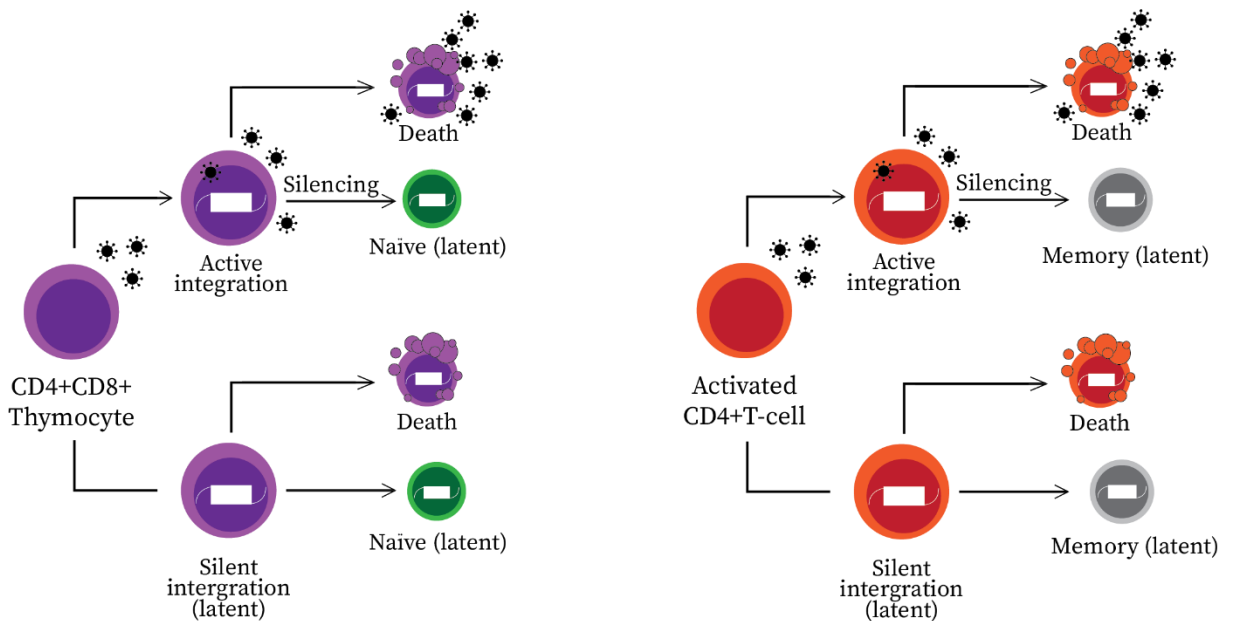 Death
Silencing
Naïve (latent)
Active
integration
CD4+CD8+
Thymocyte
Death
Naïve (latent)
Silent
intergration
(latent)
Death
Silencing
Memory (latent)
Active
integration
Activated
CD4+T-cell
Death
Memory (latent)
Silent
intergration
(latent)